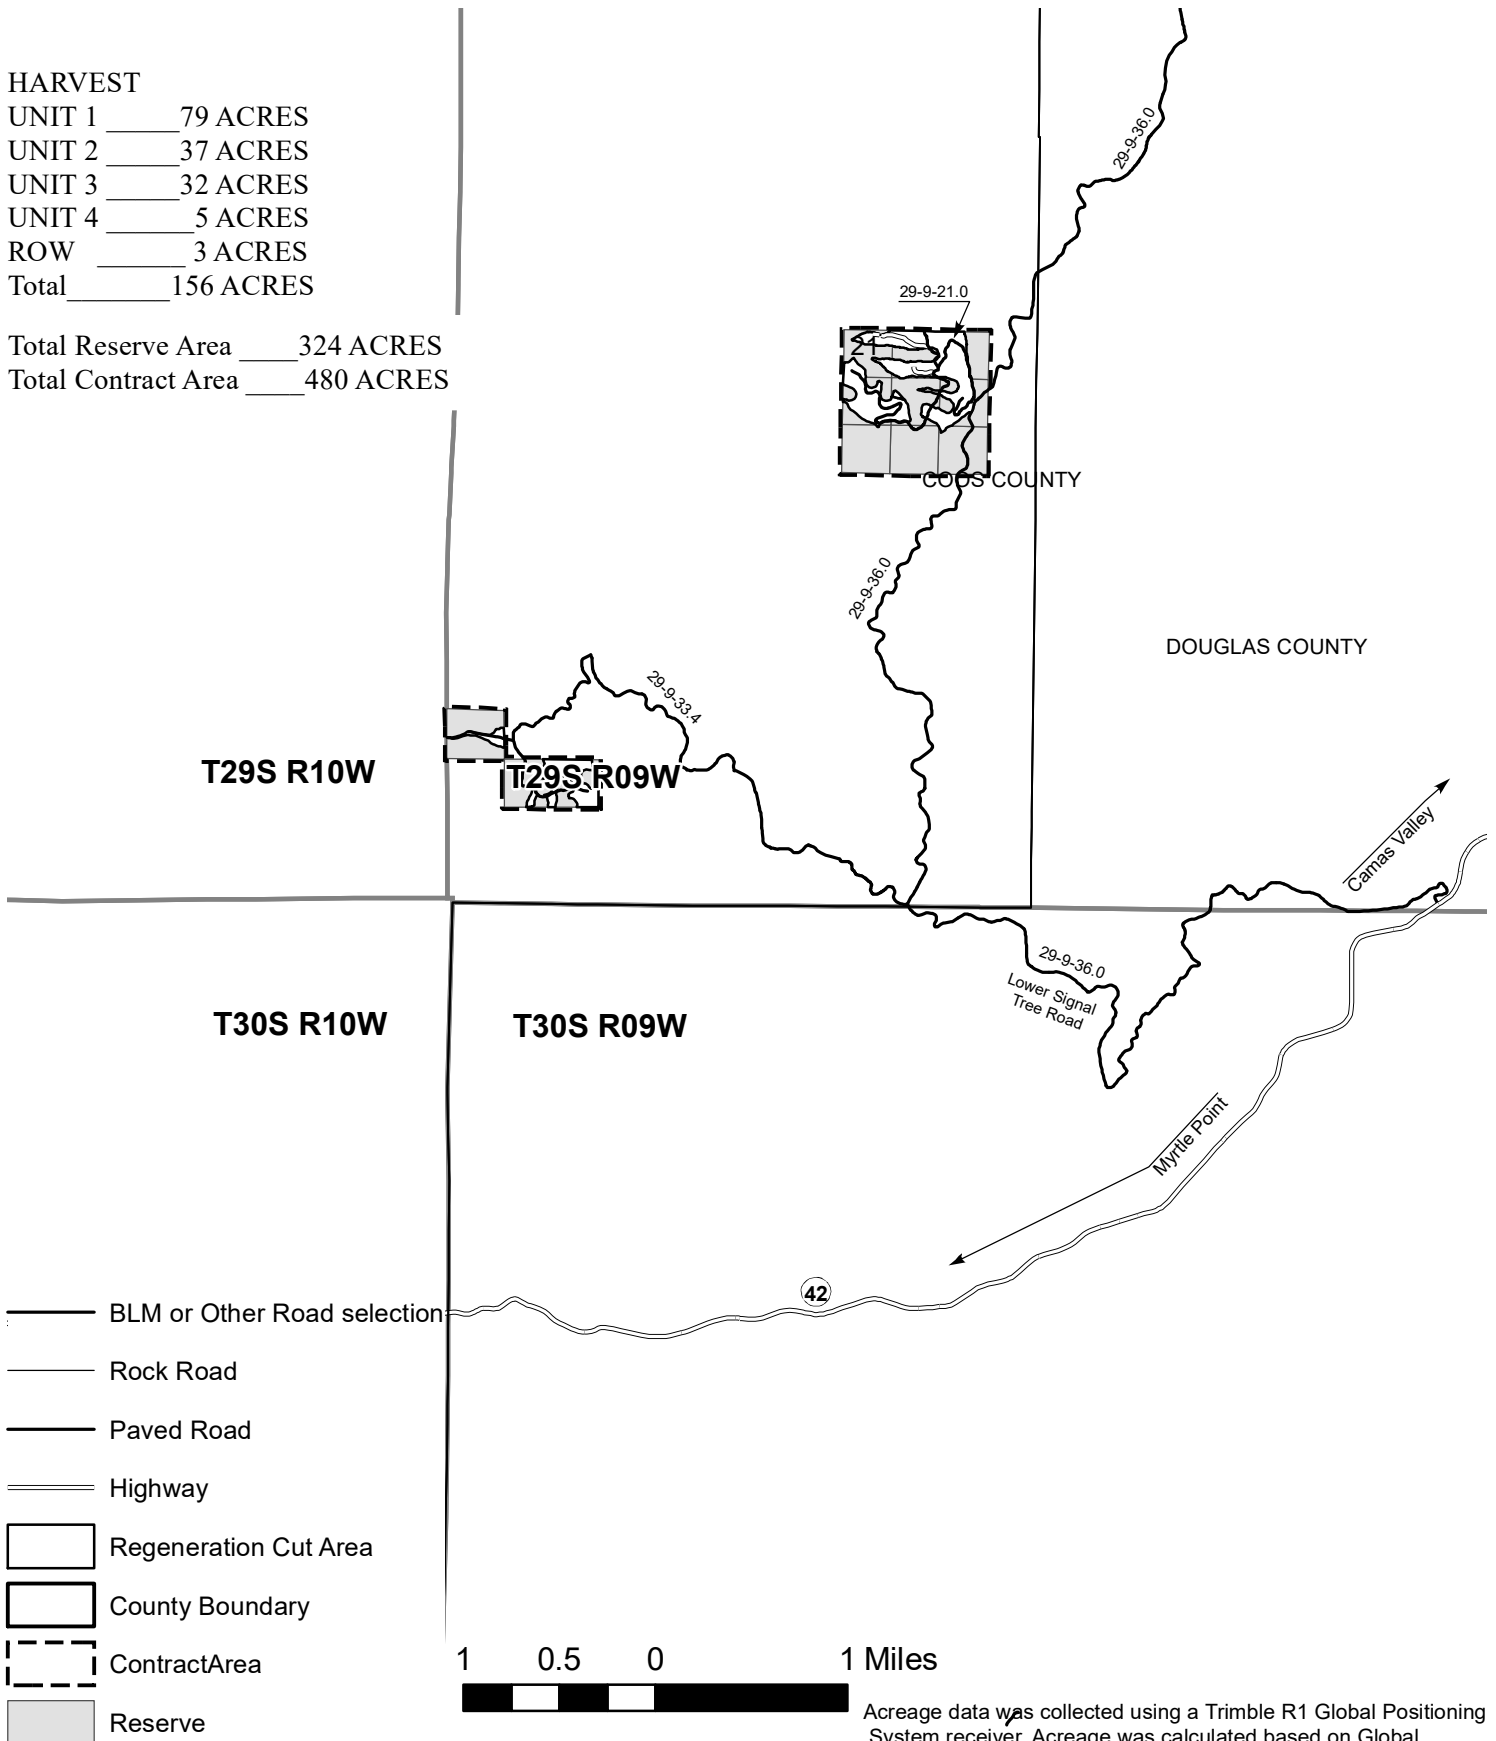 HARVEST
UNIT 1 _____79 ACRES
UNIT 2 _____37 ACRES
UNIT 3 _____32 ACRES
UNIT 4 ______5 ACRES
ROW ______ 3 ACRES
Total_______156 ACRES
Total Reserve Area ____324 ACRES
Total Contract Area ____480 ACRES
29-9-36.0
29-9-21.0
21
COOS COUNTY
29-9-36.0
DOUGLAS COUNTY
29-9-33.4
T29S R10W
T29S R09W
Camas Valley
29-9-36.0
Lower Signal
Tree Road
T30S R10W
T30S R09W
Myrtle Point
42
BLM or Other Road selection
Rock Road
Paved Road
Highway
Regeneration Cut Area
County Boundary
ContractArea
Reserve
1 0.5 0 1 Miles
Acreage data was collected using a Trimble R1 Global Positioning
System receiver. Acreage was calculated based on Global